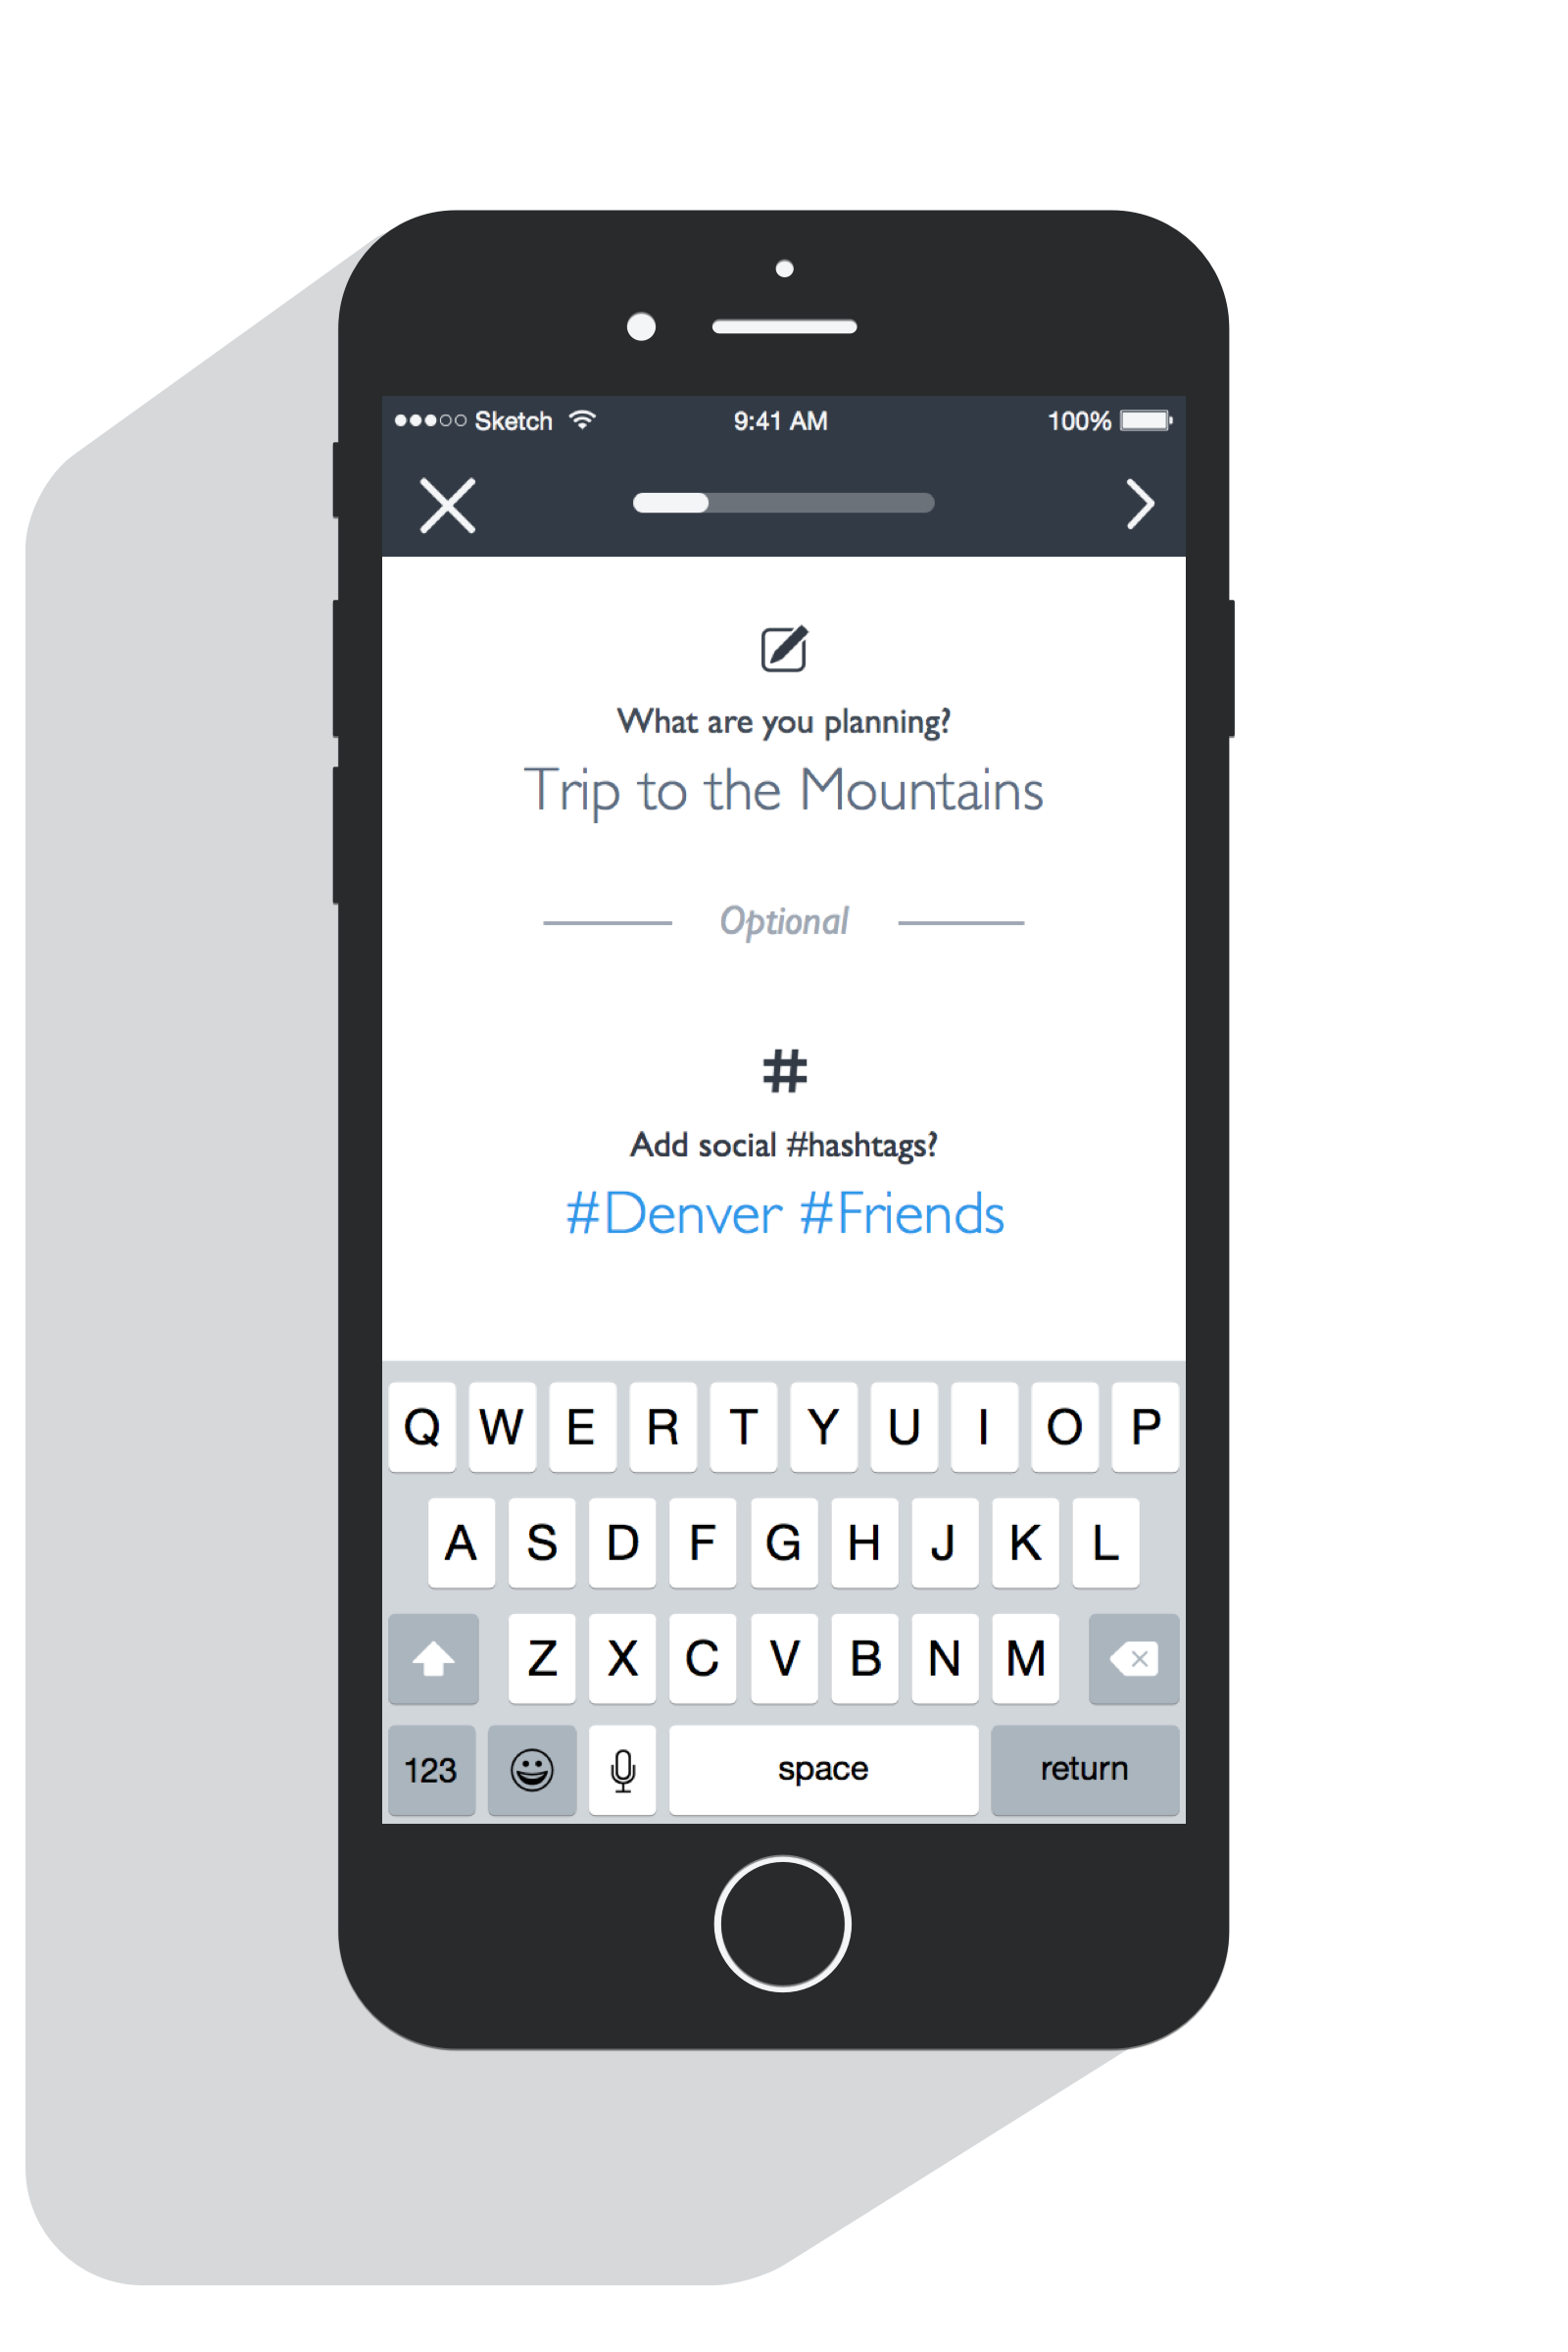 Sketch 9:41 AM 100%
What are you planning?
Trip to the Mountains
Optional
#
Add social #hashtags?
#Denver #Friends
Q W E R T Y U I O P
A S D F G H J K L
Z X C V B N M
123 space return